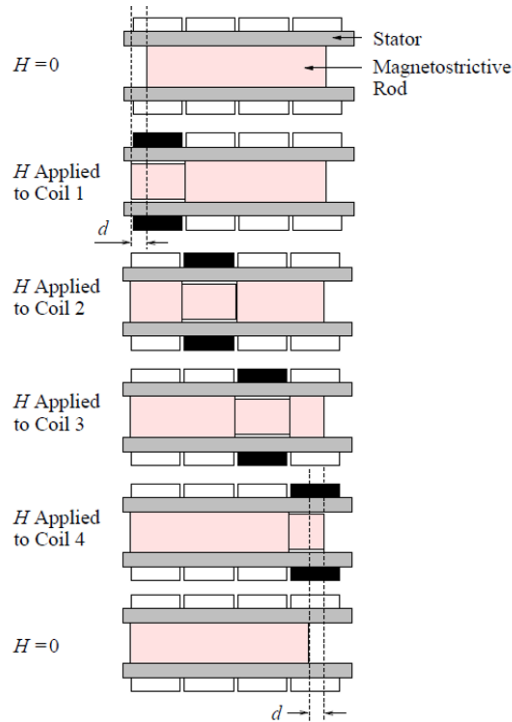 H = 0
Stator
Magnetostrictive
Rod
H Applied
to Coil 1
d
H Applied
to Coil 2
H Applied
to Coil 3
H Applied
to Coil 4
H = 0
d